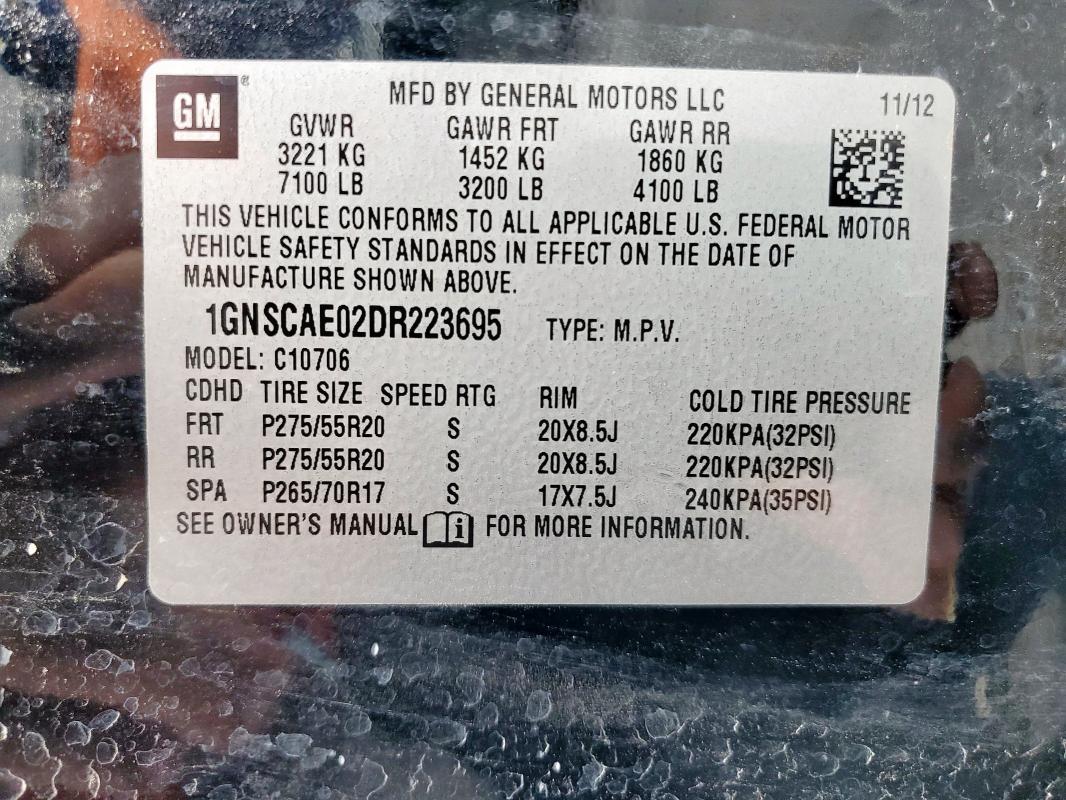 GM ®
MFD BY GENERAL MOTORS LLC 11/12
GVWR GAWR FRT GAWR RR
3221 KG 1452 KG 1860 KG
7100 LB 3200 LB 4100 LB
THIS VEHICLE CONFORMS TO ALL APPLICABLE U.S. FEDERAL MOTOR
VEHICLE SAFETY STANDARDS IN EFFECT ON THE DATE OF
MANUFACTURE SHOWN ABOVE.
1GNSCAE02DR223695 TYPE: M.P.V.
MODEL: C10706
CDHD TIRE SIZE SPEED RTG RIM COLD TIRE PRESSURE
FRT P275/55R20 S 20X8.5J 220KPA(32PSI)
RR P275/55R20 S 20X8.5J 220KPA(32PSI)
SPA P265/70R17 S 17X7.5J 240KPA(35PSI)
SEE OWNER'S MANUAL i FOR MORE INFORMATION.